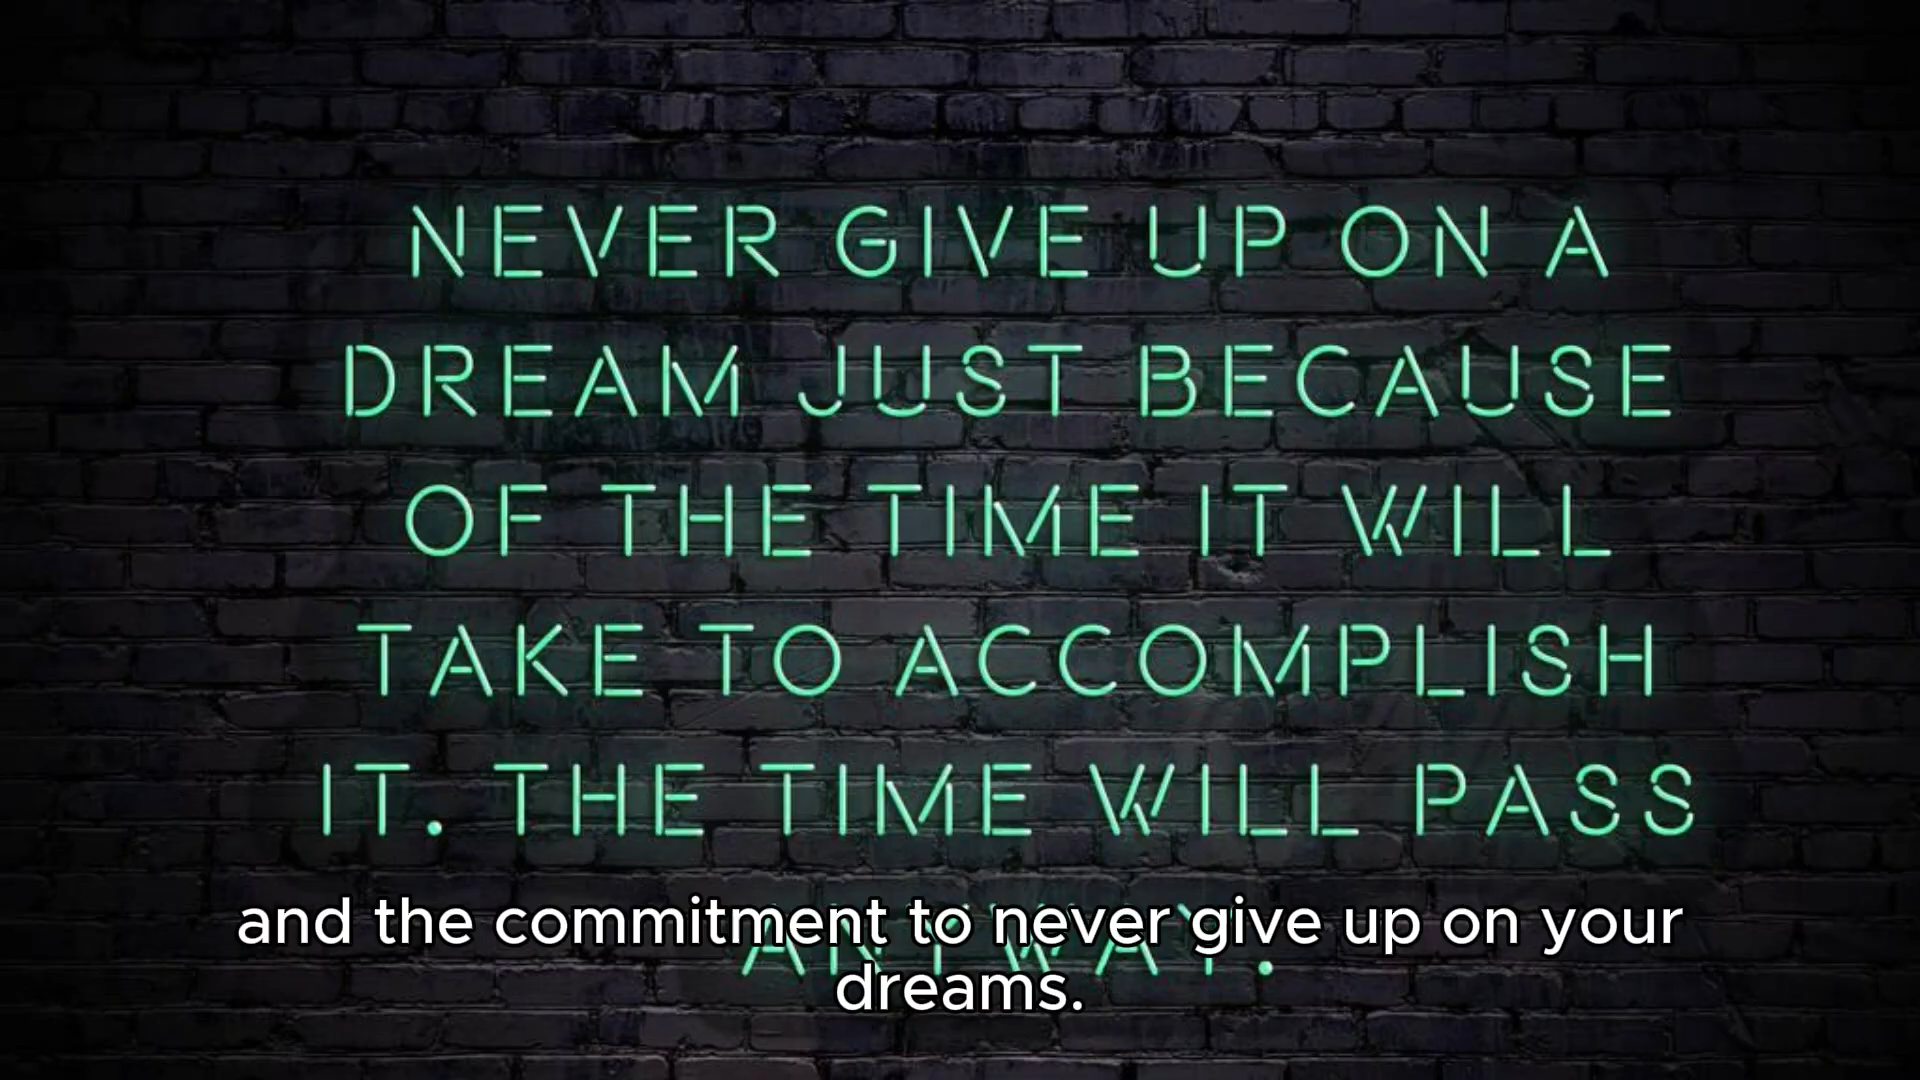 NEVER GIVE UP ON A
DREAM JUST BECAUSE
OF THE TIME IT WILL
TAKE TO ACCOMPLISH
IT. THE TIME WILL PASS
ANYWAY.
and the commitment to never give up on your
dreams.